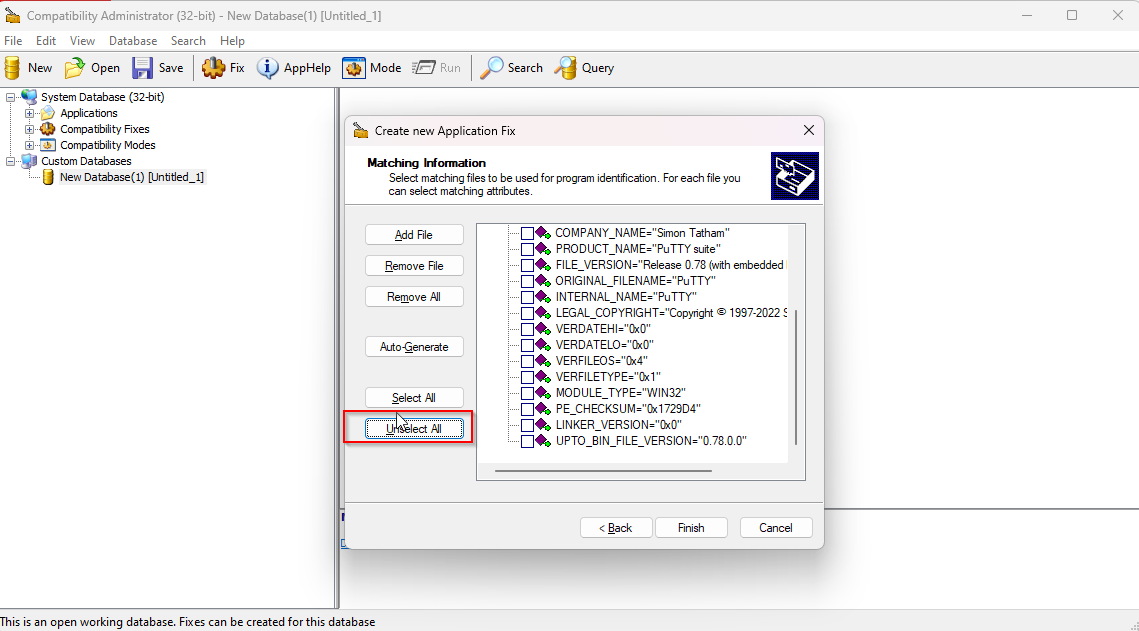 Compatibility Administrator (32-bit) - New Database(1) [Untitled_1]
File Edit View Database Search Help
New Open Save Fix AppHelp Mode Run Search Query
System Database (32-bit)
Applications
Compatibility Fixes
Compatibility Modes
Custom Databases
New Database(1) [Untitled_1]
Create new Application Fix
Matching Information
Select matching files to be used for program identification. For each file you
can select matching attributes.
Add File
Remove File
Remove All
Auto-Generate
Select All
Unselect All
COMPANY_NAME="Simon Tatham"
PRODUCT_NAME="PuTTY suite"
FILE_VERSION="Release 0.78 (with embedded
ORIGINAL_FILENAME="PuTTY"
INTERNAL_NAME="PuTTY"
LEGAL_COPYRIGHT="Copyright © 1997-2022 S
VERDATEHI="0x0"
VERDATELO="0x0"
VERFILEOS="0x4"
VERFILETYPE="0x1"
MODULE_TYPE="WIN32"
PE_CHECKSUM="0x1729D4"
LINKER_VERSION="0x0"
UPTO_BIN_FILE_VERSION="0.78.0.0"
< Back Finish Cancel
This is an open working database. Fixes can be created for this database